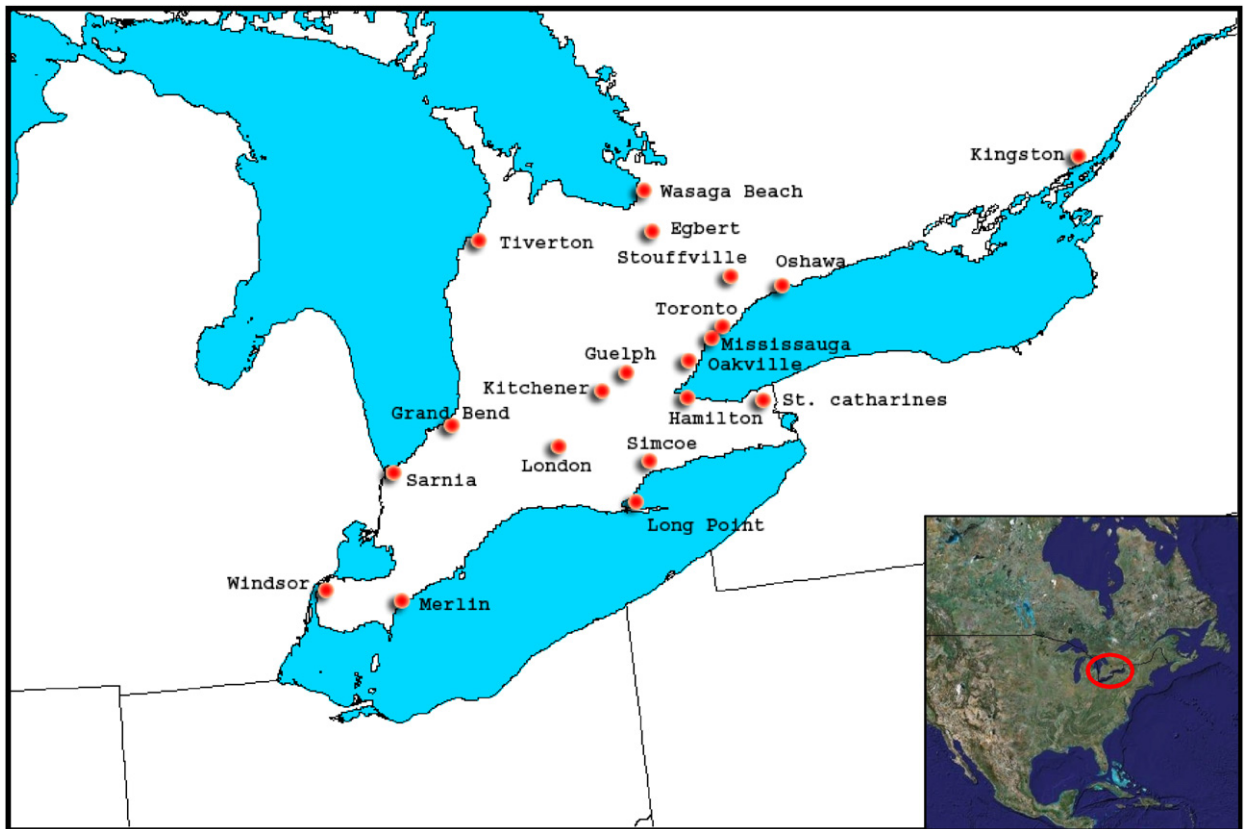 Kingston
Wasaga Beach
Egbert
Tiverton
Stouffville
Oshawa
Toronto
Mississauga
Guelph
Oakville
Kitchener
St. catharines
Grand Bend
Hamilton
Simcoe
London
Sarnia
Long Point
Windsor
Merlin